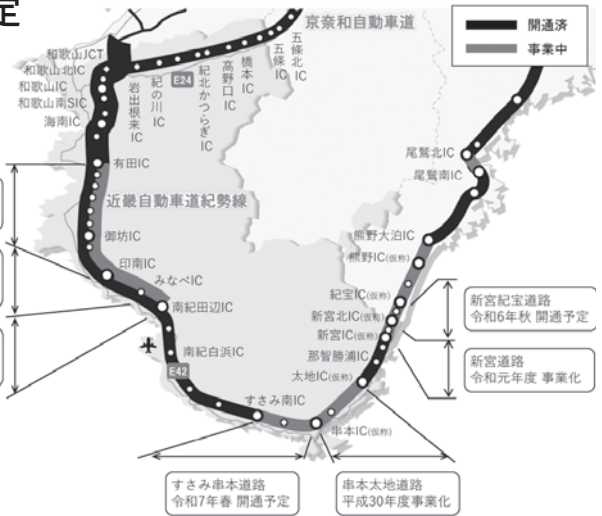 定
京奈和自動車道
開通済
事業中
和歌山JCT
和歌山北IC
和歌山IC
和歌山南SIC
海南IC
岩出根来IC
紀の川IC
E24
紀北かつらぎIC
高野口IC
橋本IC
五條IC
五條北IC
有田IC
近畿自動車道紀勢線
御坊IC
印南IC
みなべIC
南紀田辺IC
南紀白浜IC
E42
すさみ南IC
串本IC(仮称)
尾鷲北IC
尾鷲南IC
熊野大泊IC
熊野IC(仮称)
紀宝IC(仮称)
新宮北IC(仮称)
新宮IC(仮称)
那智勝浦IC
太地IC(仮称)
新宮紀宝道路
令和6年秋 開通予定
新宮道路
令和元年度 事業化
すさみ串本道路
令和7年春 開通予定
串本太地道路
平成30年度事業化